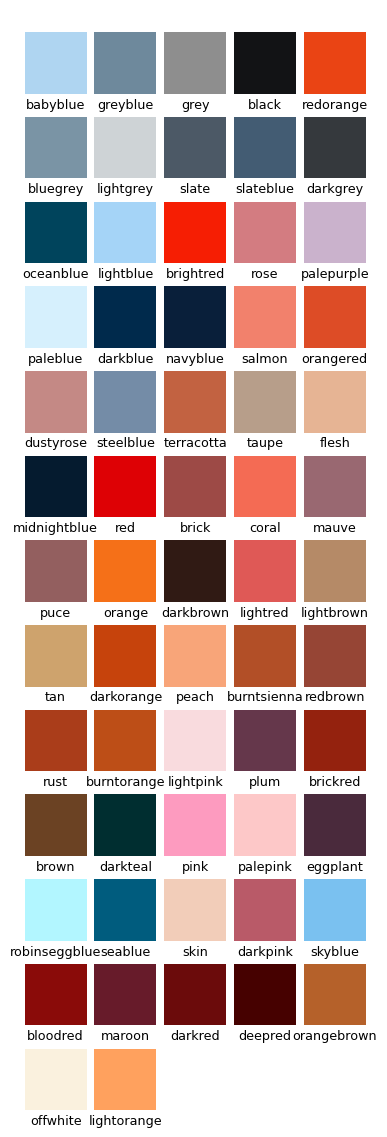 babyblue greyblue grey black redorange
bluegrey lightgrey slate slateblue darkgrey
oceanblue lightblue brightred rose palepurple
paleblue darkblue navyblue salmon orangered
dustyrose steelblue terracotta taupe flesh
midnightblue red brick coral mauve
puce orange darkbrown lightred lightbrown
tan darkorange peach burntsienna redbrown
rust burntorange lightpink plum brickred
brown darkteal pink palepink eggplant
robinseggblue seablue skin darkpink skyblue
bloodred maroon darkred deepred orangebrown
offwhite lightorange